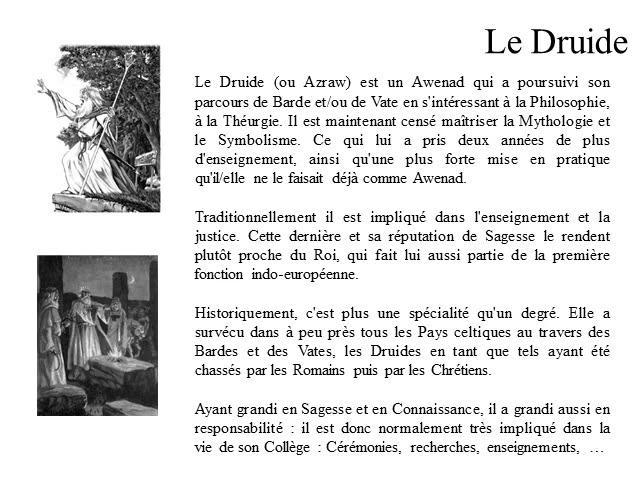 Le Druide
Le Druide (ou Azraw) est un Awenad qui a poursuivi son
parcours de Barde et/ou de Vate en s'intéressant à la Philosophie,
à la Théurgie. Il est maintenant censé maîtriser la Mythologie et
le Symbolisme. Ce qui lui a pris deux années de plus
d'enseignement, ainsi qu'une plus forte mise en pratique
qu'il/elle ne le faisait déjà comme Awenad.
Traditionnellement il est impliqué dans l'enseignement et la
justice. Cette dernière et sa réputation de Sagesse le rendent
plutôt proche du Roi, qui fait lui aussi partie de la première
fonction indo-européenne.
Historiquement, c'est plus une spécialité qu'un degré. Elle a
survécu dans à peu près tous les Pays celtiques au travers des
Bardes et des Vates, les Druides en tant que tels ayant été
chassés par les Romains puis par les Chrétiens.
Ayant grandi en Sagesse et en Connaissance, il a grandi aussi en
responsabilité : il est donc normalement très impliqué dans la
vie de son Collège : Cérémonies, recherches, enseignements, …